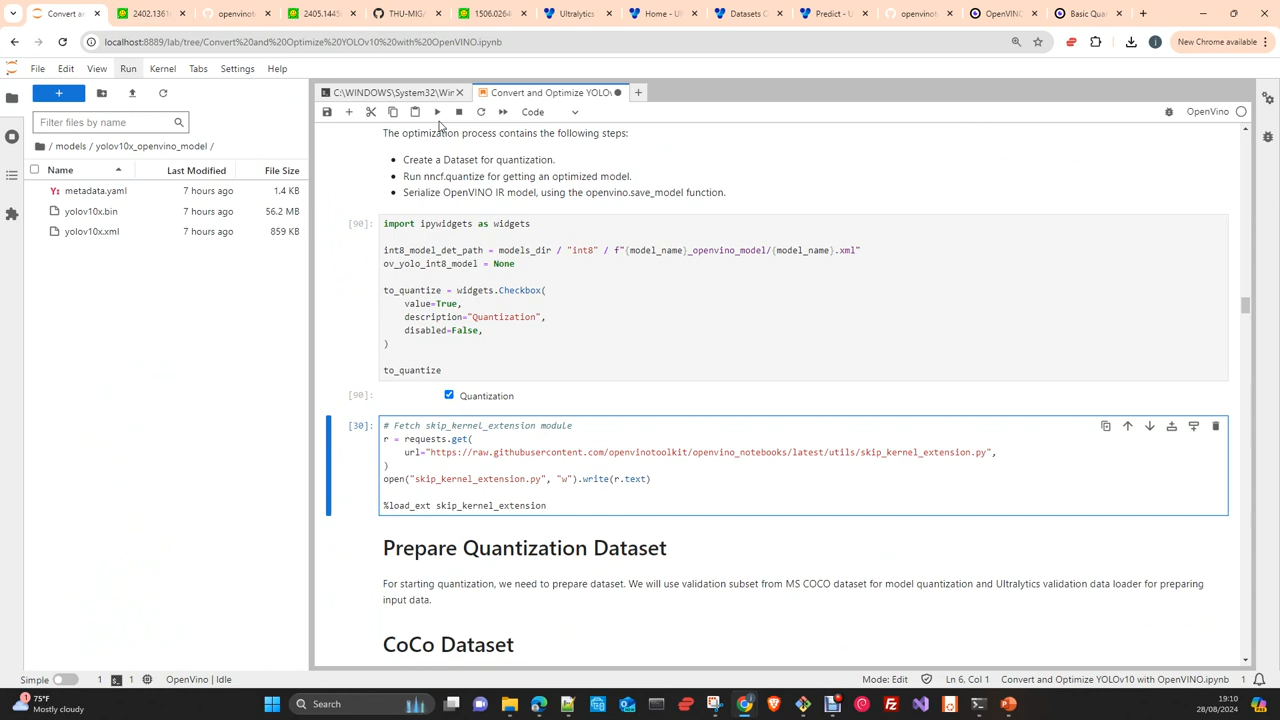 Convert an
2402.1361
openvinot
2405.1445
THU-MIGA
1506.0264
Ultralytics
Home - Ul
Datasets C
Predict - U
openvinot
OpenVINO
Basic Qua
localhost:8889/lab/tree/Convert%20and%20Optimize%20YOLOv10%20with%20OpenVINO.ipynb
New Chrome available
File Edit View Run Kernel Tabs Settings Help
C:\WINDOWS\System32\Win
Convert and Optimize YOLO
Code
OpenVino
Filter files by name
/ models / yolov10x_openvino_model /
Name Last Modified File Size
metadata.yaml 7 hours ago 1.4 KB
yolov10x.bin 7 hours ago 56.2 MB
yolov10x.xml 7 hours ago 859 KB
The optimization process contains the following steps:
• Create a Dataset for quantization.
• Run nncf.quantize for getting an optimized model.
• Serialize OpenVINO IR model, using the openvino.save_model function.
[90]:
import ipywidgets as widgets
int8_model_det_path = models_dir / "int8" / f"{model_name}_openvino_model/{model_name}.xml"
ov_yolo_int8_model = None
to_quantize = widgets.Checkbox(
value=True,
description="Quantization",
disabled=False,
)
to_quantize
[90]:
Quantization
[30]:
# Fetch skip_kernel_extension module
r = requests.get(
url="https://raw.githubusercontent.com/openvinotoolkit/openvino_notebooks/latest/utils/skip_kernel_extension.py",
)
open("skip_kernel_extension.py", "w").write(r.text)
%load_ext skip_kernel_extension
Prepare Quantization Dataset
For starting quantization, we need to prepare dataset. We will use validation subset from MS COCO dataset for model quantization and Ultralytics validation data loader for preparing
input data.
CoCo Dataset
Simple 1 1 OpenVino | Idle
Mode: Edit Ln 6, Col 1 Convert and Optimize YOLOv10 with OpenVINO.ipynb 1
75°F
Mostly cloudy
Search
19:10
28/08/2024